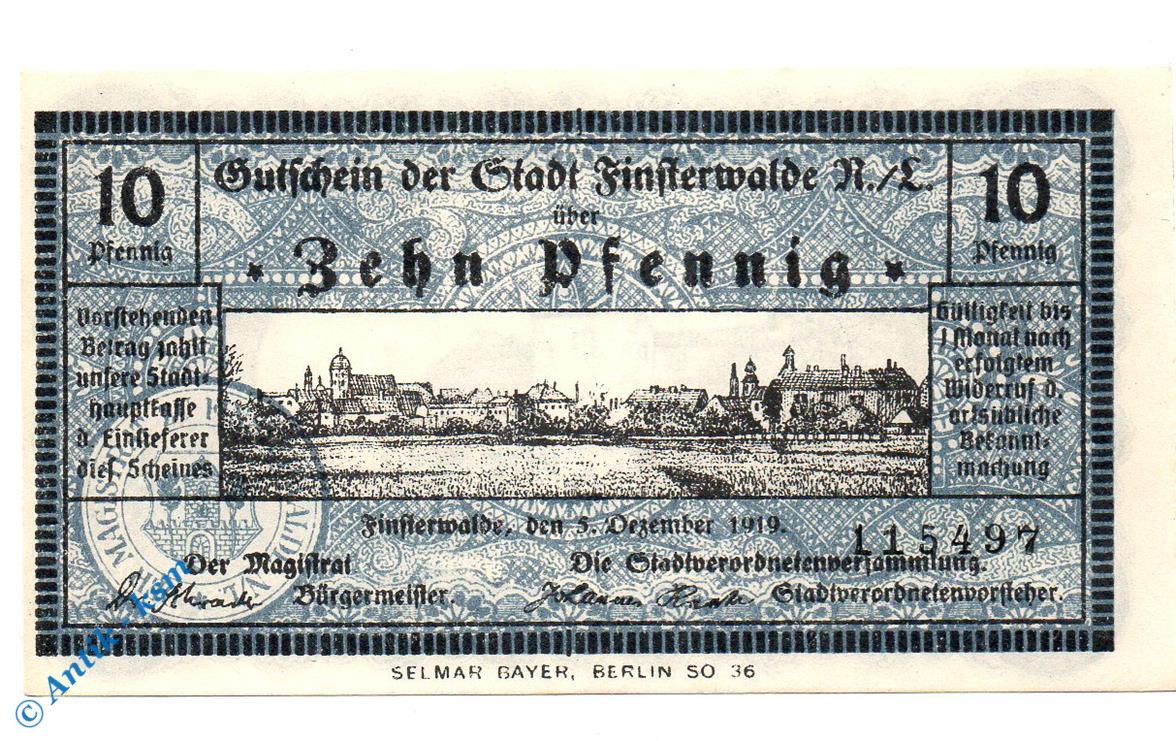 Gutschein der Stadt Finsterwalde N./L.
über
Zehn Pfennig
10
Pfennig
10
Pfennig
Vorstehenden
Betrag zahlt
unsere Stadt-
hauptkasse
d Einlieferer
dies. Scheines
Gültigkeit bis
1 Monat nach
erfolgtem
Widerruf d.
ortsübliche
Bekannt-
machung
Finsterwalde, den 5. Dezember 1919.
115497
Der Magistrat
Die Stadtverordnetenversammlung.
Bürgermeister.
Johannes
Stadtverordnetenvorsteher.
SELMAR BAYER, BERLIN SO 36
© Antik-ksm